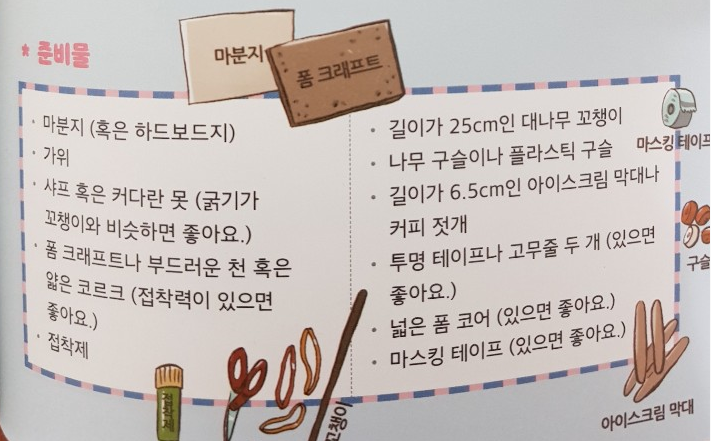 * 준비물
마분지
폼 크래프트
• 마분지 (혹은 하드보드지)
• 가위
• 샤프 혹은 커다란 못 (굵기가
꼬챙이와 비슷하면 좋아요.)
• 폼 크래프트나 부드러운 천 혹은
얇은 코르크 (접착력이 있으면
좋아요.)
• 접착제
• 길이가 25cm인 대나무 꼬챙이
• 나무 구슬이나 플라스틱 구슬
• 길이가 6.5cm인 아이스크림 막대나
커피 젓개
• 투명 테이프나 고무줄 두 개 (있으면
좋아요.)
• 넓은 폼 코어 (있으면 좋아요.)
• 마스킹 테이프 (있으면 좋아요.)
마스킹 테이프
구슬
아이스크림 막대
꼬챙이
접착제